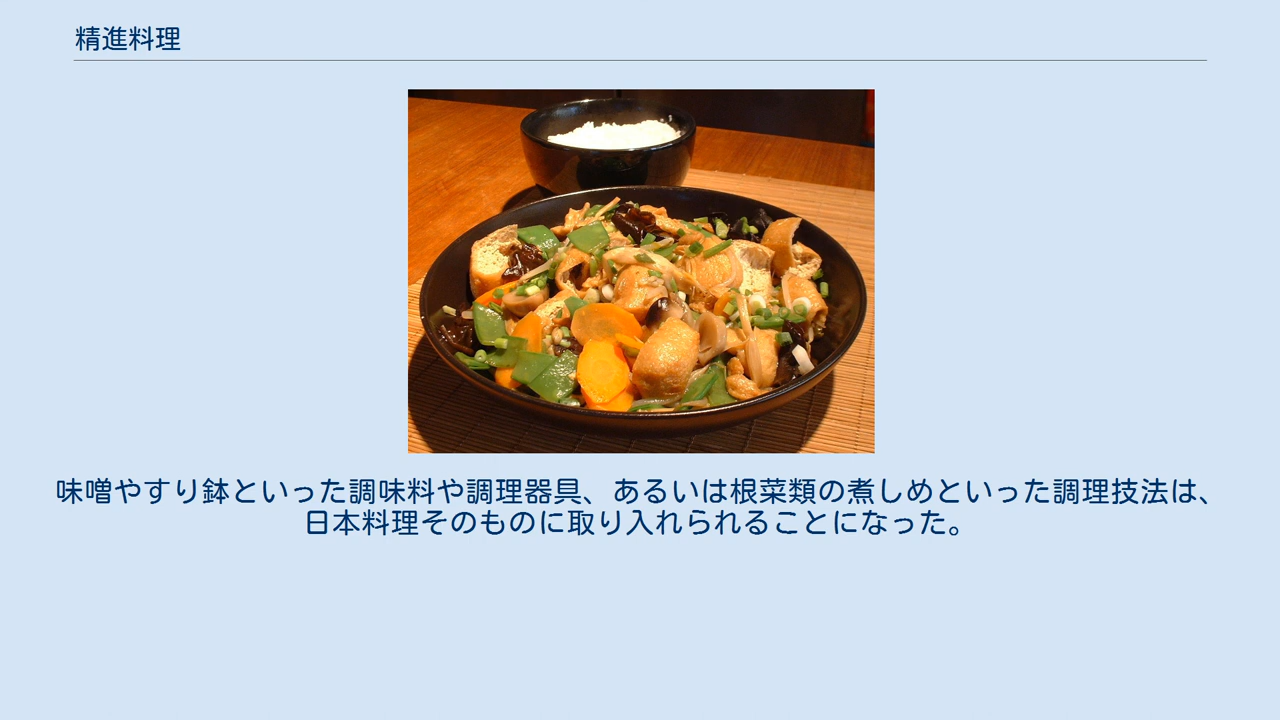 精進料理
味噌やすり鉢といった調味料や調理器具、あるいは根菜類の煮しめといった調理技法は、
日本料理そのものに取り入れられることになった。